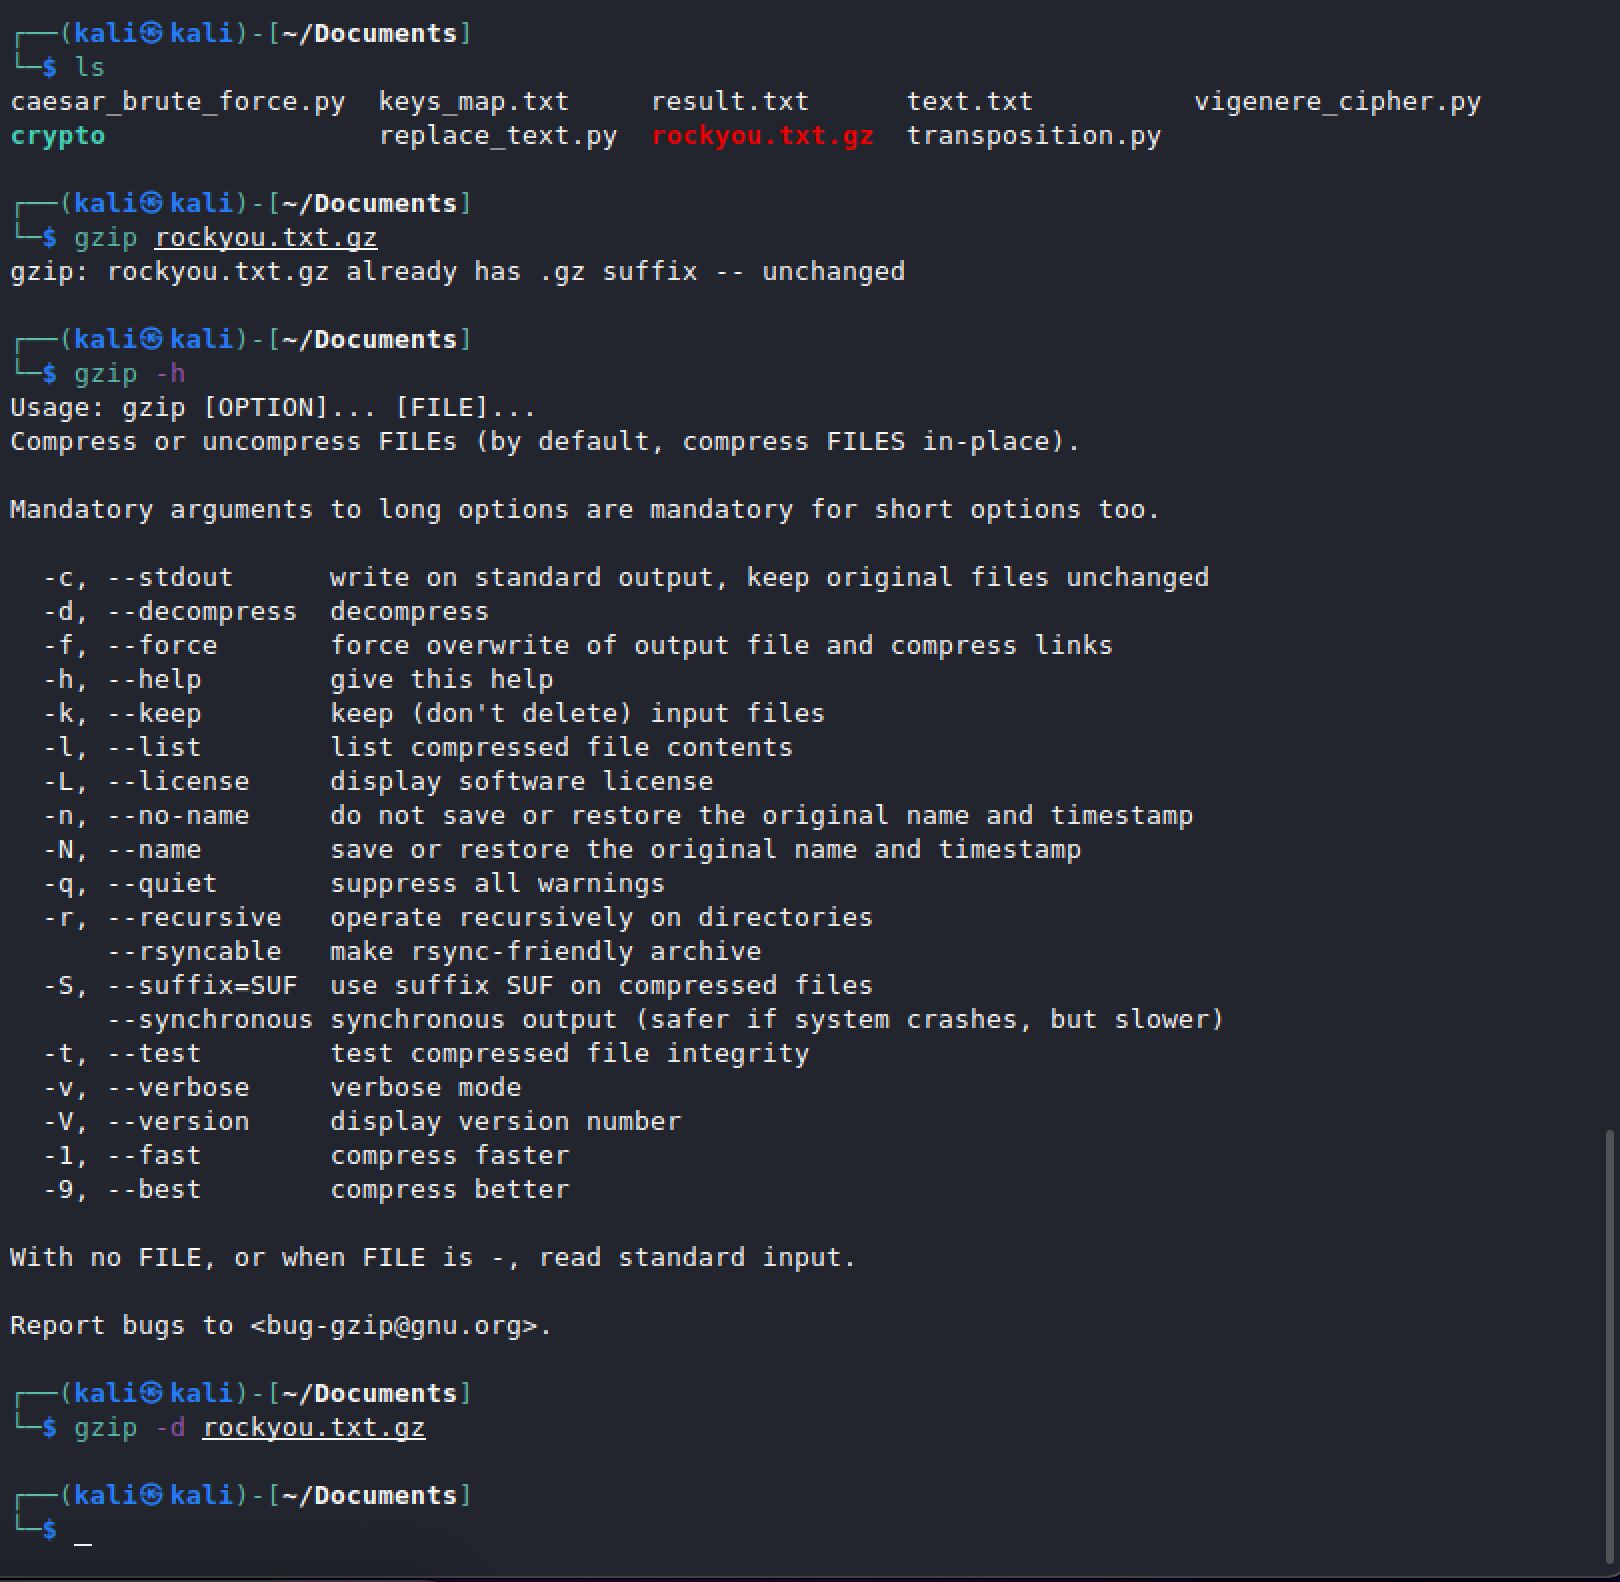 ┌──(kali㉿kali)-[~/Documents]
└─$ ls
caesar_brute_force.py  keys_map.txt     result.txt      text.txt          vigenere_cipher.py
crypto                 replace_text.py  rockyou.txt.gz  transposition.py
┌──(kali㉿kali)-[~/Documents]
└─$ gzip rockyou.txt.gz
gzip: rockyou.txt.gz already has .gz suffix -- unchanged
┌──(kali㉿kali)-[~/Documents]
└─$ gzip -h
Usage: gzip [OPTION]... [FILE]...
Compress or uncompress FILEs (by default, compress FILES in-place).
Mandatory arguments to long options are mandatory for short options too.
  -c, --stdout      write on standard output, keep original files unchanged
  -d, --decompress  decompress
  -f, --force       force overwrite of output file and compress links
  -h, --help        give this help
  -k, --keep        keep (don't delete) input files
  -l, --list        list compressed file contents
  -L, --license     display software license
  -n, --no-name     do not save or restore the original name and timestamp
  -N, --name        save or restore the original name and timestamp
  -q, --quiet       suppress all warnings
  -r, --recursive   operate recursively on directories
      --rsyncable   make rsync-friendly archive
  -S, --suffix=SUF  use suffix SUF on compressed files
      --synchronous synchronous output (safer if system crashes, but slower)
  -t, --test        test compressed file integrity
  -v, --verbose     verbose mode
  -V, --version     display version number
  -1, --fast        compress faster
  -9, --best        compress better
With no FILE, or when FILE is -, read standard input.
Report bugs to <bug-gzip@gnu.org>.
┌──(kali㉿kali)-[~/Documents]
└─$ gzip -d rockyou.txt.gz
┌──(kali㉿kali)-[~/Documents]
└─$ _